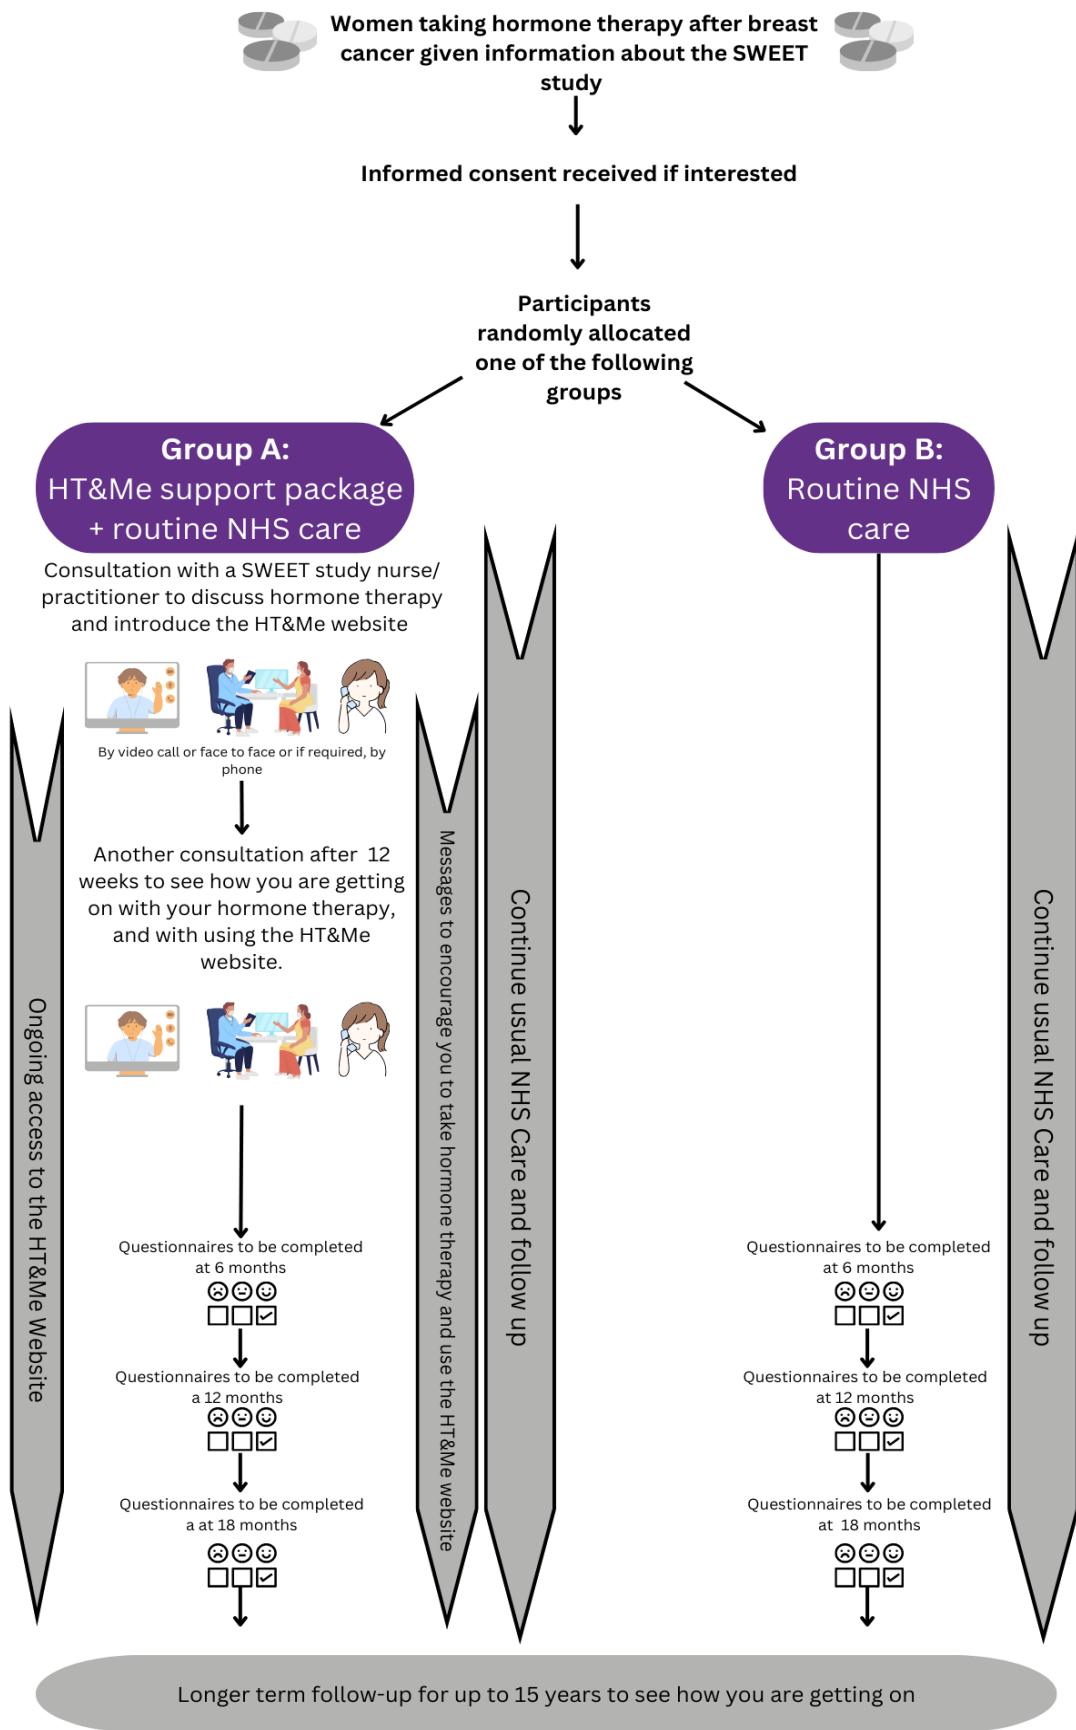 Women taking hormone therapy after breast
cancer given information about the SWEET
study
Informed consent received if interested
Participants
randomly allocated
one of the following
groups
Group A:
HT&Me support package
+ routine NHS care
Group B:
Routine NHS
care
Consultation with a SWEET study nurse/
practitioner to discuss hormone therapy
and introduce the HT&Me website
By video call or face to face or if required, by
phone
Another consultation after  12
weeks to see how you are getting
on with your hormone therapy,
and with using the HT&Me
website.
Ongoing access to the HT&Me Website
Messages to encourage you to take hormone therapy and use the HT&Me website
Continue usual NHS Care and follow up
Continue usual NHS Care and follow up
Questionnaires to be completed
at 6 months
Questionnaires to be completed
a 12 months
Questionnaires to be completed
a at 18 months
Questionnaires to be completed
at 6 months
Questionnaires to be completed
at 12 months
Questionnaires to be completed
at  18 months
Longer term follow-up for up to 15 years to see how you are getting on